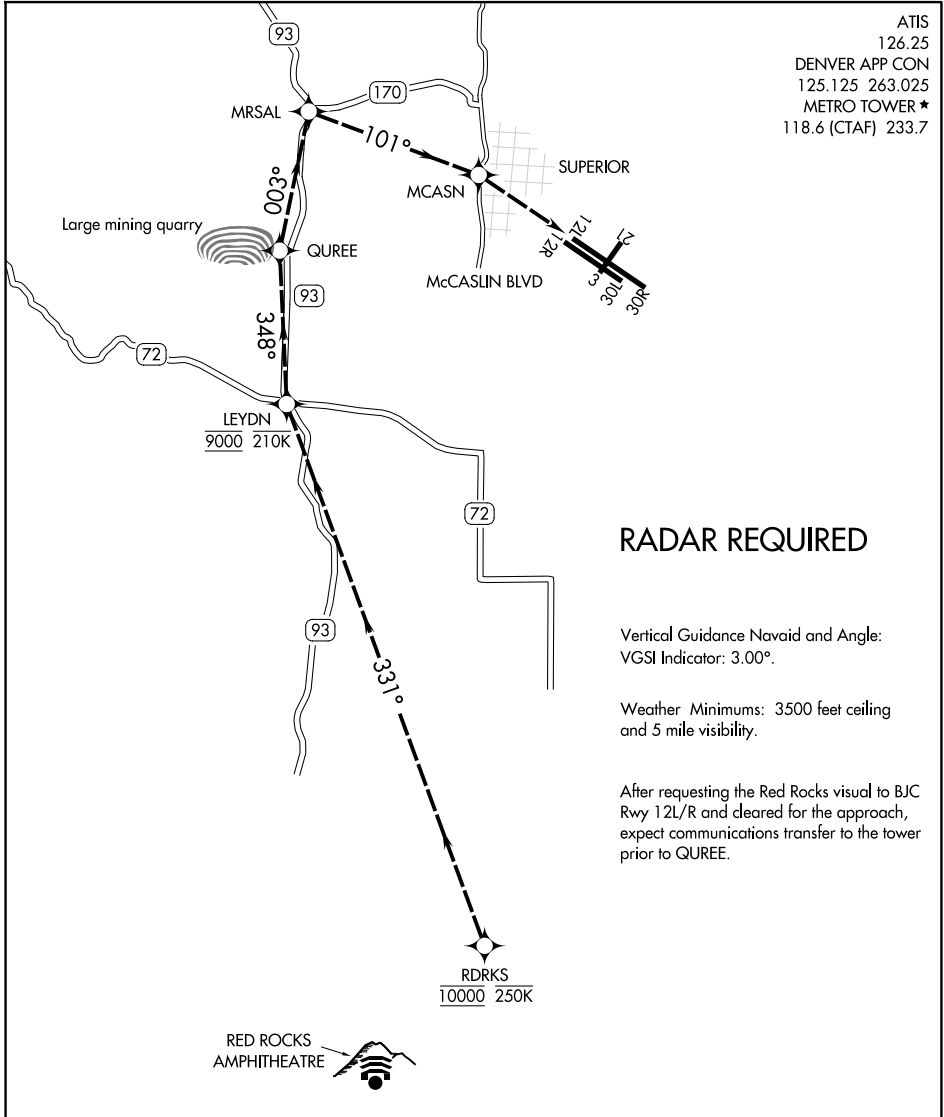 ATIS
126.25
DENVER APP CON
125.125 263.025
METRO TOWER ★
118.6 (CTAF) 233.7
93
170
MRSAL
101°
SUPERIOR
MCASN
003°
Large mining quarry
QUREE
12L
12R
21
3
30L
30R
McCASLIN BLVD
93
348°
72
LEYDN
9000 210K
72
RADAR REQUIRED
93
Vertical Guidance Navaid and Angle:
VGSI Indicator: 3.00°.
331°
Weather Minimums: 3500 feet ceiling
and 5 mile visibility.
After requesting the Red Rocks visual to BJC
Rwy 12L/R and cleared for the approach,
expect communications transfer to the tower
prior to QUREE.
RDRKS
10000 250K
RED ROCKS
AMPHITHEATRE